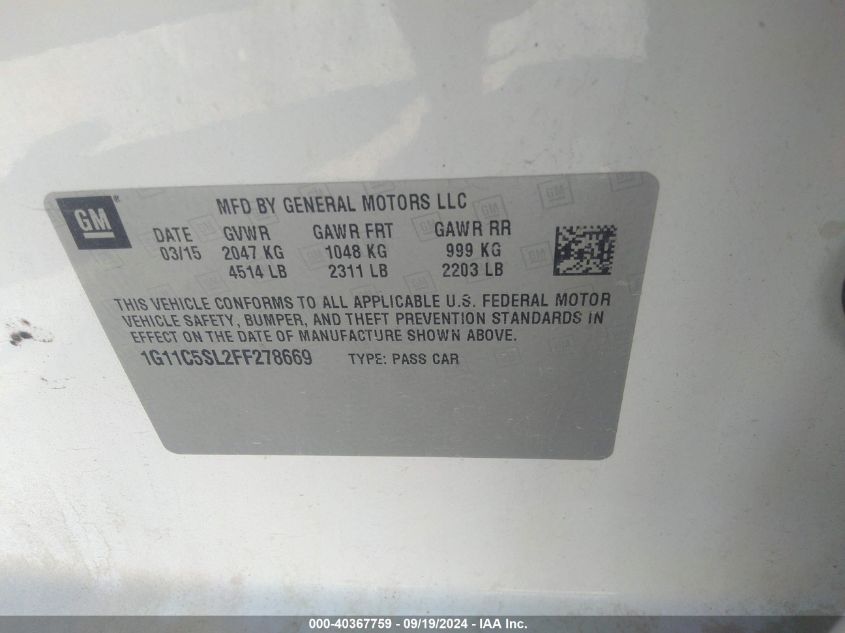 GM
MFD BY GENERAL MOTORS LLC
DATE GVWR GAWR FRT GAWR RR
03/15 2047 KG 1048 KG 999 KG
4514 LB 2311 LB 2203 LB
THIS VEHICLE CONFORMS TO ALL APPLICABLE U.S. FEDERAL MOTOR
VEHICLE SAFETY, BUMPER, AND THEFT PREVENTION STANDARDS IN
EFFECT ON THE DATE OF MANUFACTURE SHOWN ABOVE.
1G11C5SL2FF278669 TYPE: PASS CAR
000-40367759 - 09/19/2024 - IAA Inc.